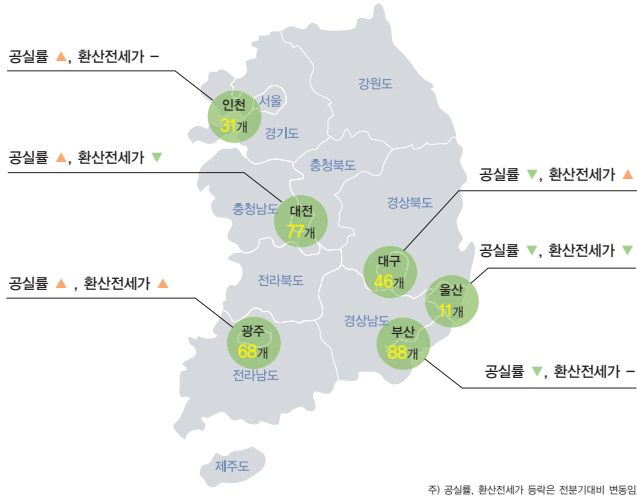 공실률 ▲, 환산전세가 –
강원도
인천
31개
서울
경기도
공실률 ▲, 환산전세가 ▼
충청북도
공실률 ▼, 환산전세가 ▲
충청남도
대전
77개
경상북도
공실률 ▼, 환산전세가 ▼
대구
46개
공실률 ▲ , 환산전세가 ▲
전라북도
울산
11개
경상남도
광주
68개
부산
88개
전라남도
공실률 ▼, 환산전세가 –
제주도
주) 공실률, 환산전세가 등락은 전분기대비 변동임